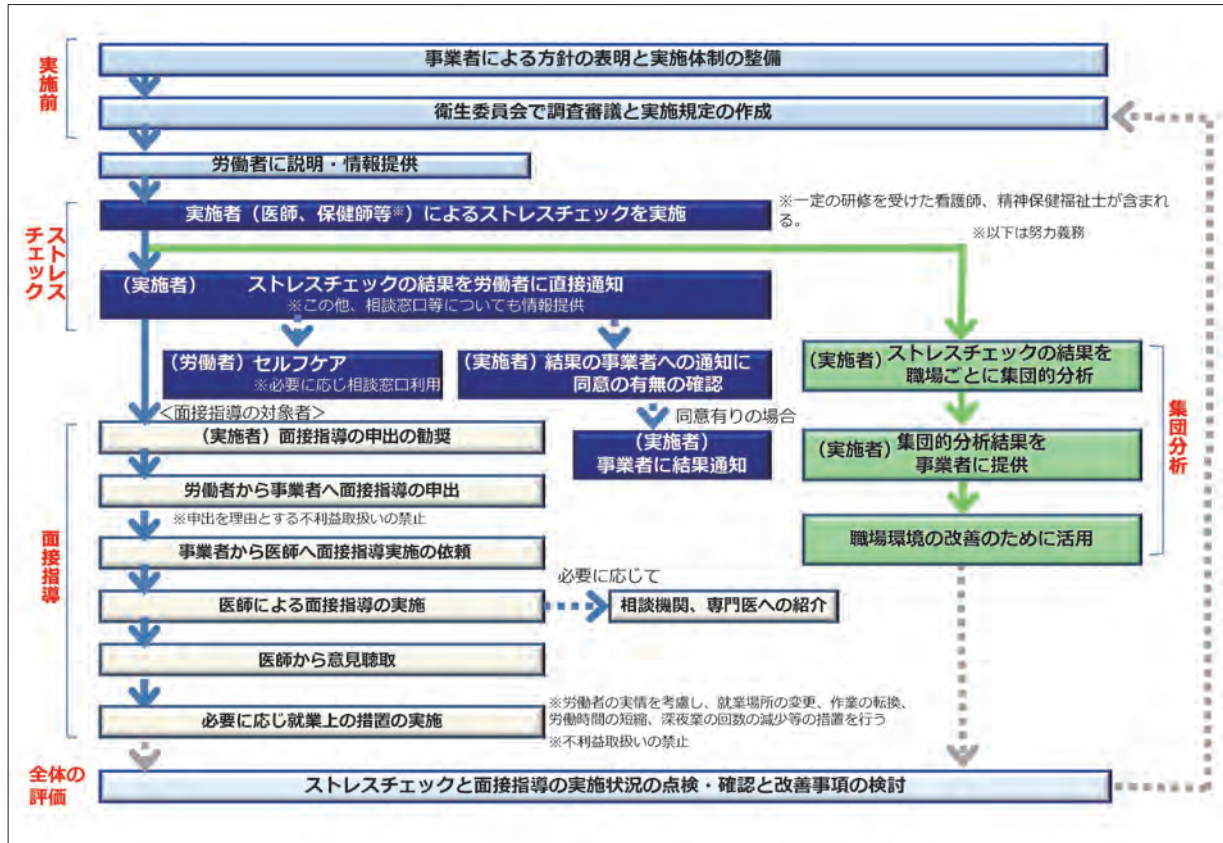 実施前
事業者による方針の表明と実施体制の整備
衛生委員会で調査審議と実施規定の作成
労働者に説明・情報提供
ストレス
チェック
実施者（医師、保健師等※）によるストレスチェックを実施
※一定の研修を受けた看護師、精神保健福祉士が含まれ
る。
※以下は努力義務
（実施者） ストレスチェックの結果を労働者に直接通知
※この他、相談窓口等についても情報提供
（労働者）セルフケア
※必要に応じ相談窓口利用
（実施者）結果の事業者への通知に
同意の有無の確認
同意有りの場合
（実施者）
事業者に結果通知
集団分析
（実施者）ストレスチェックの結果を
職場ごとに集団的分析
（実施者）集団的分析結果を
事業者に提供
職場環境の改善のために活用
＜面接指導の対象者＞
面接指導
（実施者）面接指導の申出の勧奨
労働者から事業者へ面接指導の申出
※申出を理由とする不利益取扱いの禁止
事業者から医師へ面接指導実施の依頼
医師による面接指導の実施
必要に応じて
相談機関、専門医への紹介
医師から意見聴取
必要に応じ就業上の措置の実施
※労働者の実情を考慮し、就業場所の変更、作業の転換、
労働時間の短縮、深夜業の回数の減少等の措置を行う
※不利益取扱いの禁止
全体の
評価
ストレスチェックと面接指導の実施状況の点検・確認と改善事項の検討